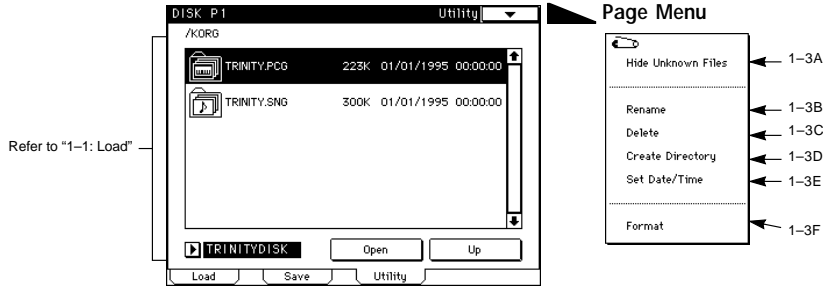 DISK P1 Utility
/KORG
TRINITY.PCG 223K 01/01/1995 00:00:00
TRINITY.SNG 300K 01/01/1995 00:00:00
Refer to “1–1: Load”
TRINITYDISK Open Up
Load Save Utility
Page Menu
Hide Unknown Files 1–3A
Rename 1–3B
Delete 1–3C
Create Directory 1–3D
Set Date/Time 1–3E
Format 1–3F